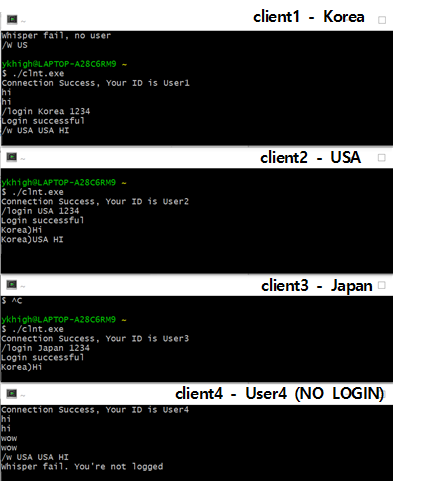 client1 - Korea
Whisper fail, no user
/W US
ykhigh@LAPTOP-A28C6RM9 ~
$ ./clnt.exe
Connection Success, Your ID is User1
hi
hi
/login Korea 1234
Login successful
/w USA USA HI
client2 - USA
ykhigh@LAPTOP-A28C6RM9 ~
$ ./clnt.exe
Connection Success, Your ID is User2
/login USA 1234
Login successful
Korea)Hi
Korea)USA HI
client3 - Japan
$ ^C
ykhigh@LAPTOP-A28C6RM9 ~
$ ./clnt.exe
Connection Success, Your ID is User3
/login Japan 1234
Login successful
Korea)Hi
client4 - User4 (NO LOGIN)
Connection Success, Your ID is User4
hi
hi
wow
wow
/w USA USA HI
Whisper fail. You're not logged